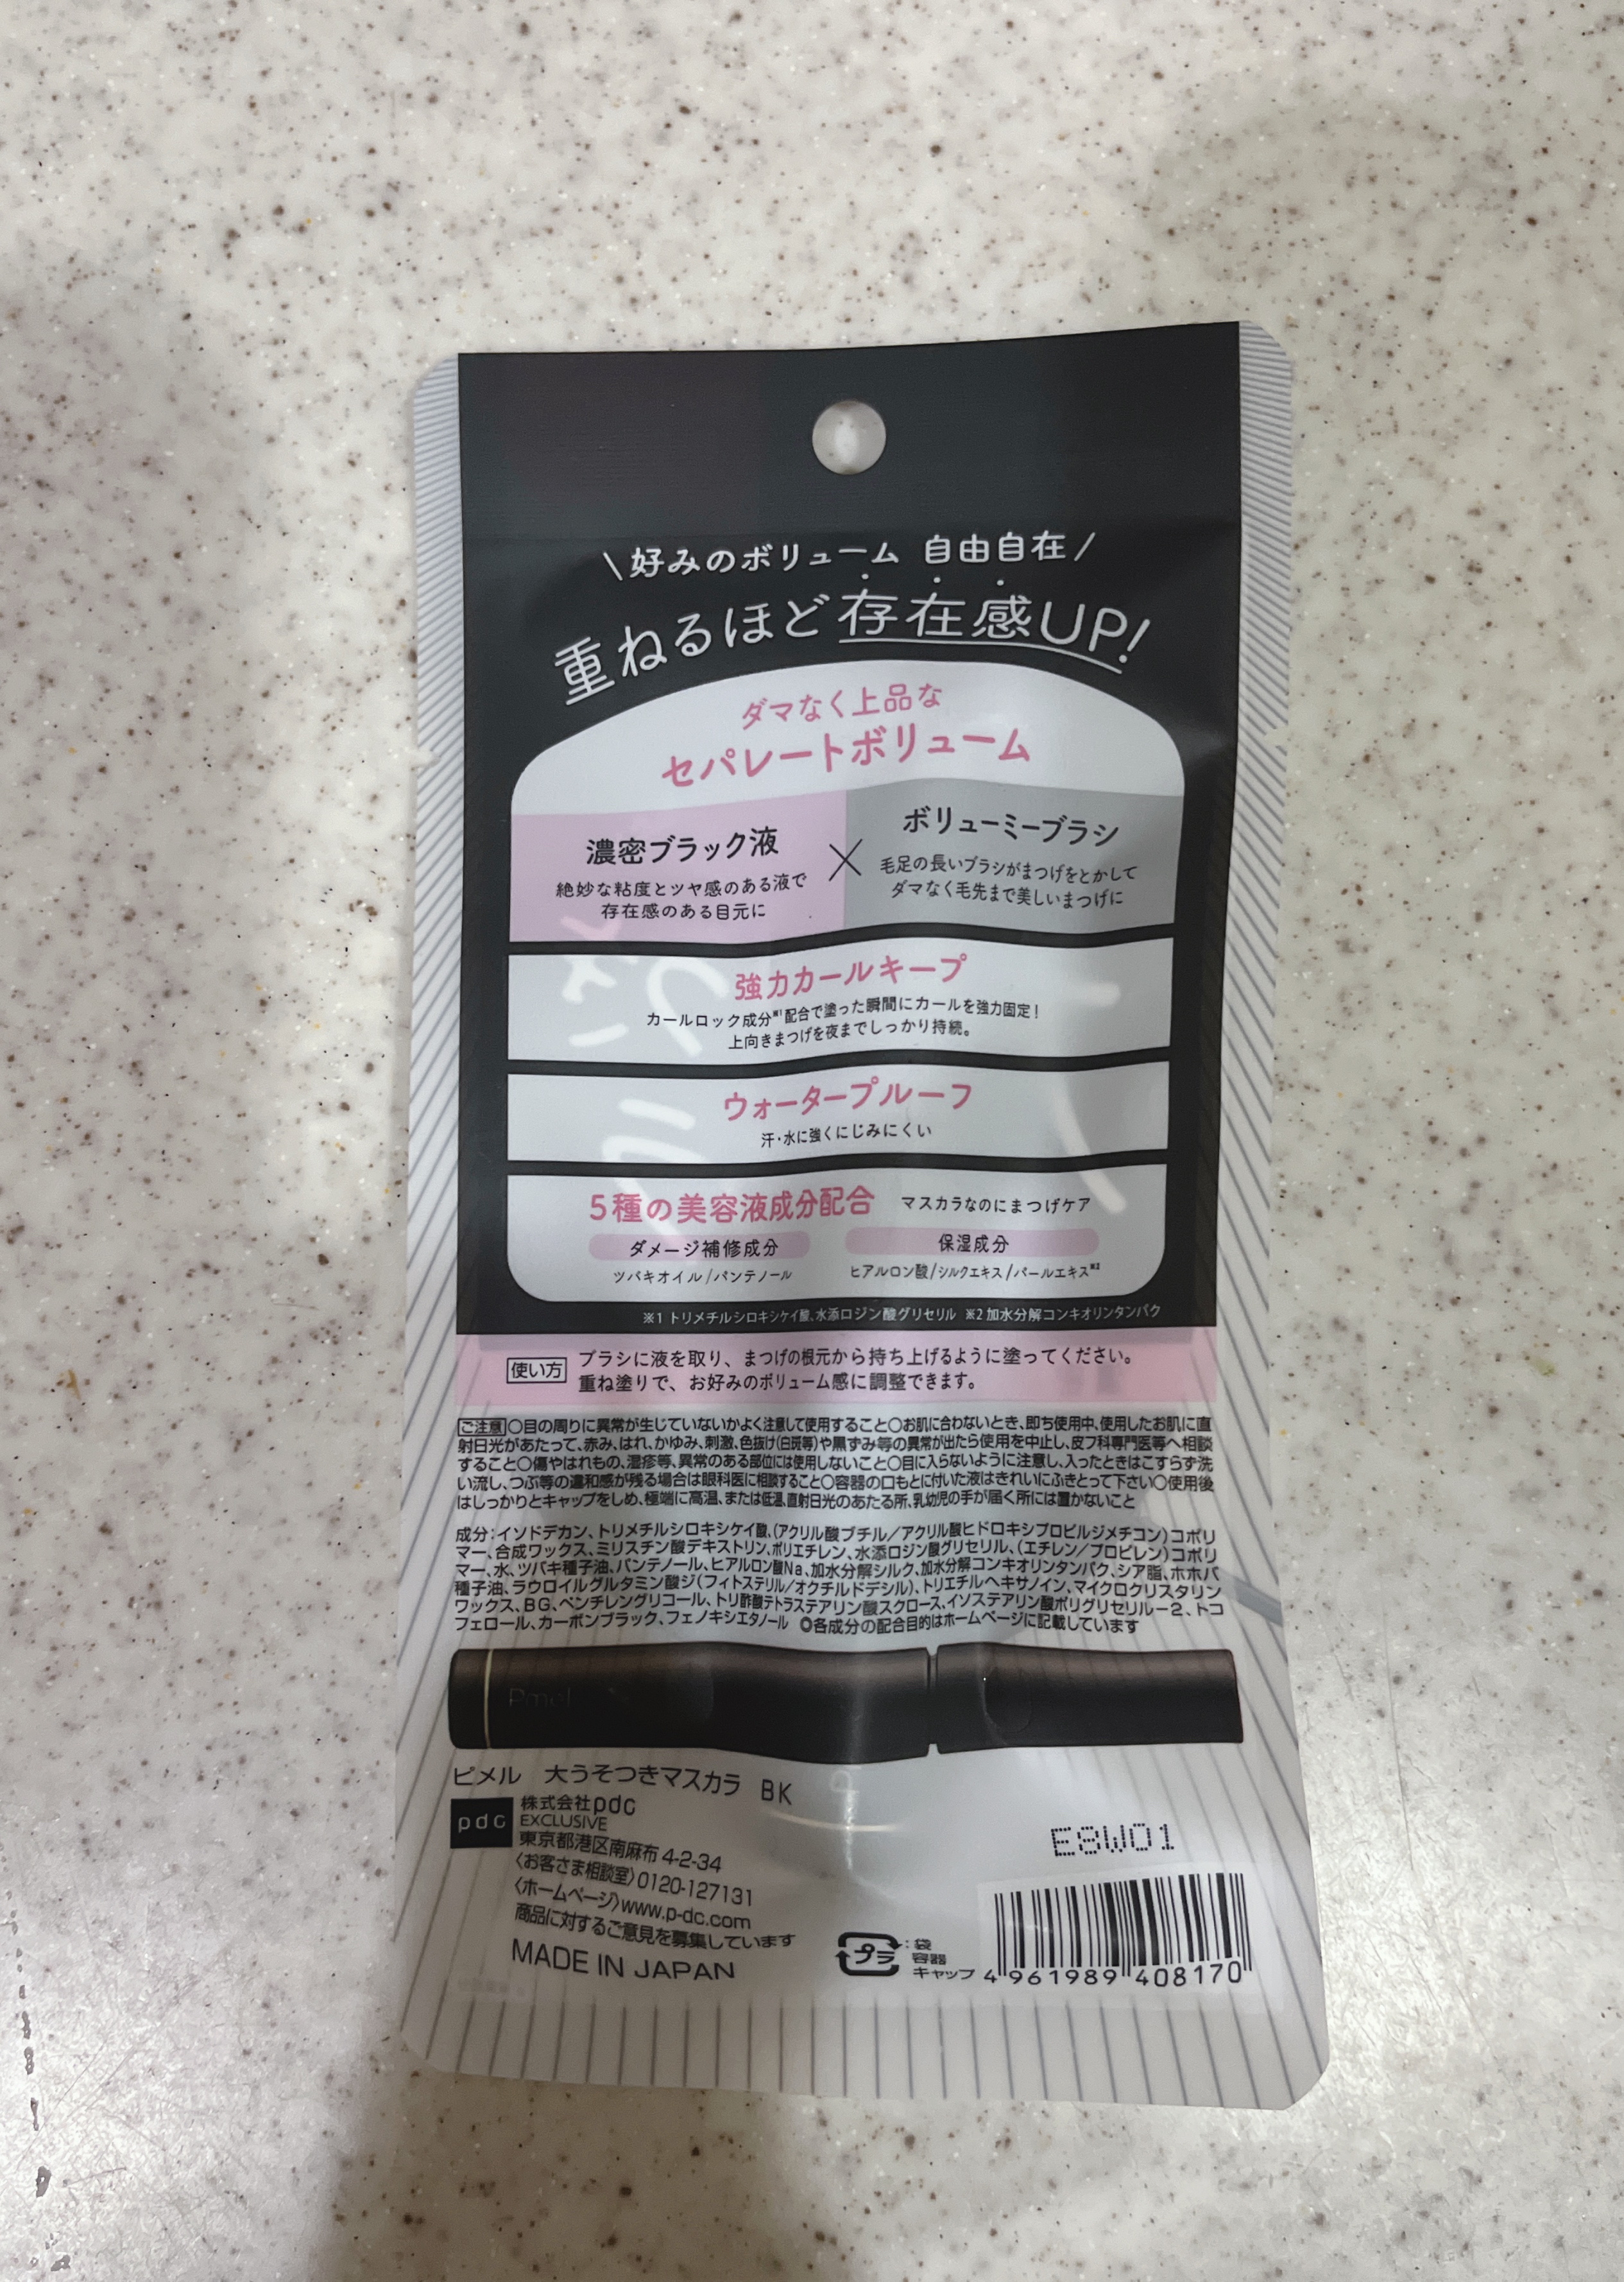 \好みのボリューム 自由自在/
重ねるほど存在感UP!
ダマなく上品な
セパレートボリューム
濃密ブラック液
絶妙な粘度とツヤ感のある液で
存在感のある目元に
×
ボリューミーブラシ
毛足の長いブラシがまつげをとかして
ダマなく毛先まで美しいまつげに
強力カールキープ
カールロック成分※1配合で塗った瞬間にカールを強力固定!
上向きまつげを夜までしっかり持続。
ウォータープルーフ
汗・水に強くにじみにくい
5種の美容液成分配合 マスカラなのにまつげケア
ダメージ補修成分
ツバキオイル/パンテノール
保湿成分
ヒアルロン酸/シルクエキス/パールエキス※2
※1 トリメチルシロキシケイ酸、水添ロジン酸グリセリル ※2 加水分解コンキオリンタンパク
使い方 ブラシに液を取り、まつげの根元から持ち上げるように塗ってください。
重ね塗りで、お好みのボリューム感に調整できます。
ご注意 ○目の周りに異常が生じていないかよく注意して使用すること○お肌に合わないとき、即ち使用中、使用したお肌に直
射日光があたって、赤み、はれ、かゆみ、刺激、色抜け(白斑等)や黒ずみ等の異常が出たら使用を中止し、皮フ科専門医等へ相談
すること○傷やはれもの、湿疹等、異常のある部位には使用しないこと○目に入らないように注意し、入ったときはこすらず洗
い流し、つぶ等の違和感が残る場合は眼科医に相談すること○容器の口もとに付いた液はきれいにふきとって下さい○使用後
はしっかりとキャップをしめ、極端に高温、または低温、直射日光のあたる所、乳幼児の手が届く所には置かないこと
成分:イソドデカン、トリメチルシロキシケイ酸、(アクリル酸ブチル/アクリル酸ヒドロキシプロピルジメチコン)コポリ
マー、合成ワックス、ミリスチン酸デキストリン、ポリエチレン、水添ロジン酸グリセリル、(エチレン/プロピレン)コポリ
マー、水、ツバキ種子油、パンテノール、ヒアルロン酸Na、加水分解シルク、加水分解コンキオリンタンパク、シア脂、ホホバ
種子油、ラウロイルグルタミン酸ジ(フィトステリル/オクチルドデシル)、トリエチルヘキサノイン、マイクロクリスタリン
ワックス、BG、ペンチレングリコール、トリ酢酸テトラステアリン酸スクロース、イソステアリン酸ポリグリセリル-2、トコ
フェロール、カーボンブラック、フェノキシエタノール ◎各成分の配合目的はホームページに記載しています
Pmel
ピメル 大うそつきマスカラ BK
pdc
株式会社pdc
EXCLUSIVE
東京都港区南麻布 4-2-34
〈お客さま相談室〉0120-127131
〈ホームページ〉www.p-dc.com
商品に対するご意見を募集しています
MADE IN JAPAN
E8W01
プラ
:袋
容器
キャップ
4 961989 408170